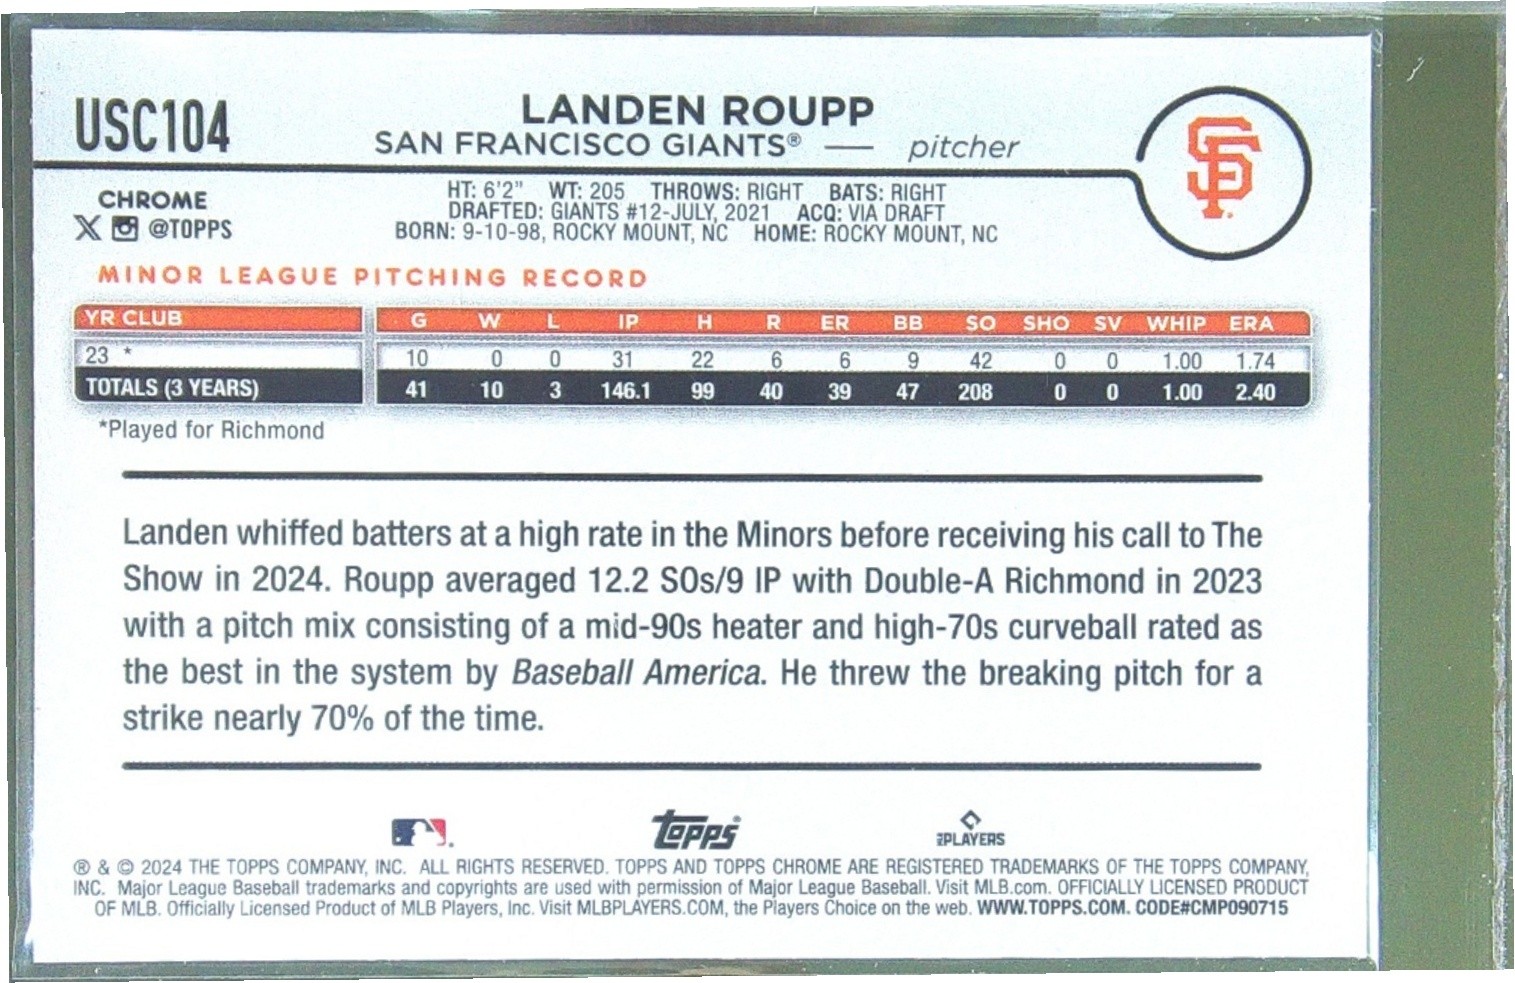 USC104
LANDEN ROUPP
SAN FRANCISCO GIANTS® — pitcher
SF
CHROME
X @TOPPS
HT: 6'2" WT: 205 THROWS: RIGHT BATS: RIGHT
DRAFTED: GIANTS #12-JULY, 2021 ACQ: VIA DRAFT
BORN: 9-10-98, ROCKY MOUNT, NC HOME: ROCKY MOUNT, NC
MINOR LEAGUE PITCHING RECORD
YR CLUB G W L IP H R ER BB SO SHO SV WHIP ERA
23 * 10 0 0 31 22 6 6 9 42 0 0 1.00 1.74
TOTALS (3 YEARS) 41 10 3 146.1 99 40 39 47 208 0 0 1.00 2.40
*Played for Richmond
Landen whiffed batters at a high rate in the Minors before receiving his call to The
Show in 2024. Roupp averaged 12.2 SOs/9 IP with Double-A Richmond in 2023
with a pitch mix consisting of a mid-90s heater and high-70s curveball rated as
the best in the system by Baseball America. He threw the breaking pitch for a
strike nearly 70% of the time.
topps® PLAYERS
® & © 2024 THE TOPPS COMPANY, INC. ALL RIGHTS RESERVED. TOPPS AND TOPPS CHROME ARE REGISTERED TRADEMARKS OF THE TOPPS COMPANY,
INC. Major League Baseball trademarks and copyrights are used with permission of Major League Baseball. Visit MLB.com. OFFICIALLY LICENSED PRODUCT
OF MLB. Officially Licensed Product of MLB Players, Inc. Visit MLBPLAYERS.COM, the Players Choice on the web. WWW.TOPPS.COM. CODE#CMP090715